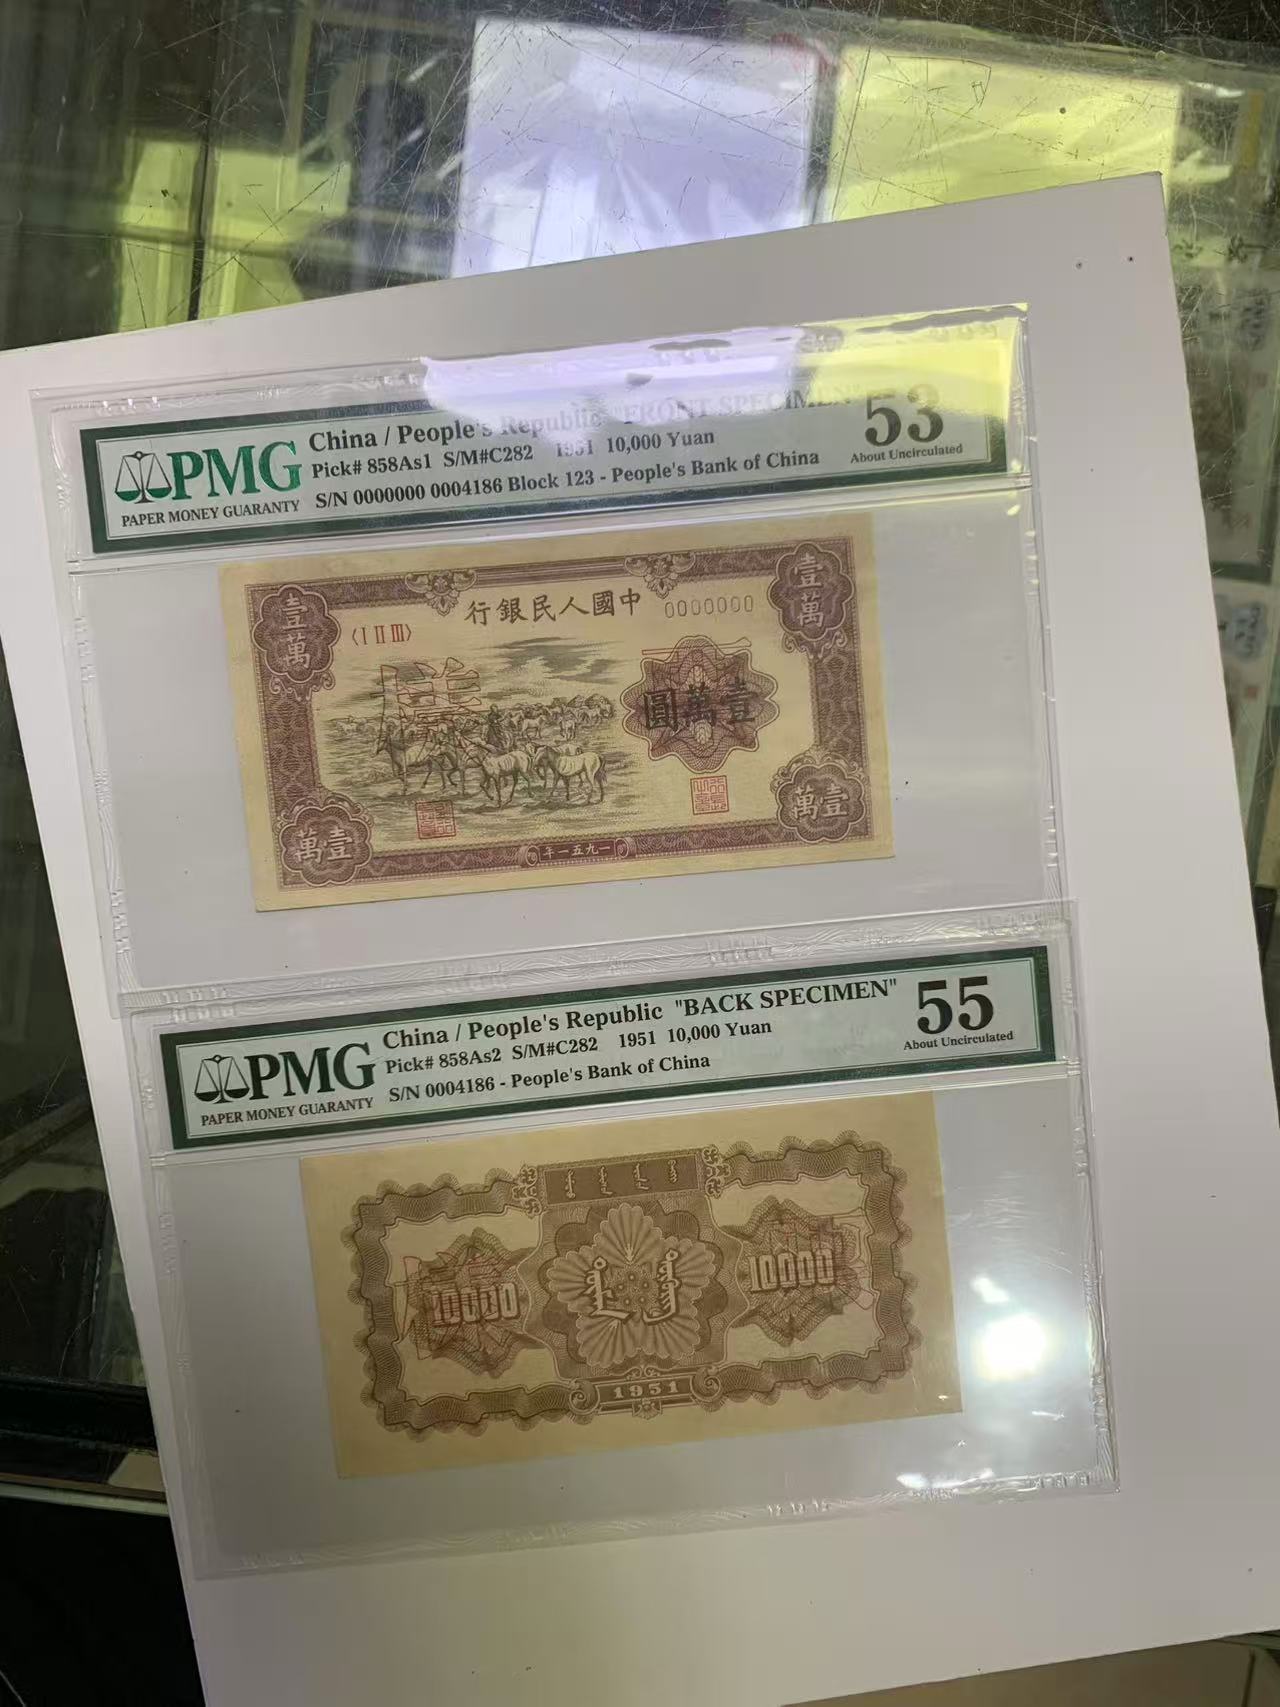 PMG
PAPER MONEY GUARANTY
China / People's Republic "FRONT SPECIMEN"
Pick# 858As1 S/M#C282 1951 10,000 Yuan
S/N 0000000 0004186 Block 123 - People's Bank of China
53
About Uncirculated
壹萬
行銀民人國中
0000000
壹萬
〈I II III〉
樣
圓萬壹
萬壹
年一五九一
萬壹
PMG
PAPER MONEY GUARANTY
China / People's Republic "BACK SPECIMEN"
Pick# 858As2 S/M#C282 1951 10,000 Yuan
S/N 0004186 - People's Bank of China
55
About Uncirculated
10000
10000
1951